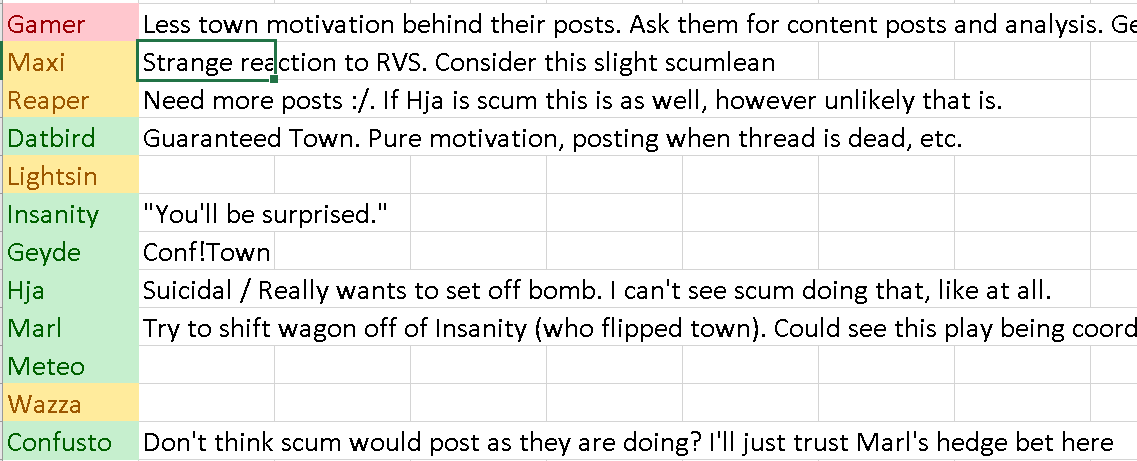 Gamer Less town motivation behind their posts. Ask them for content posts and analysis. Ge
Maxi Strange reaction to RVS. Consider this slight scumlean
Reaper Need more posts :/. If Hja is scum this is as well, however unlikely that is.
Datbird Guaranteed Town. Pure motivation, posting when thread is dead, etc.
Lightsin
Insanity "You'll be surprised."
Geyde Conf!Town
Hja Suicidal / Really wants to set off bomb. I can't see scum doing that, like at all.
Marl Try to shift wagon off of Insanity (who flipped town). Could see this play being coord
Meteo
Wazza
Confusto Don't think scum would post as they are doing? I'll just trust Marl's hedge bet here